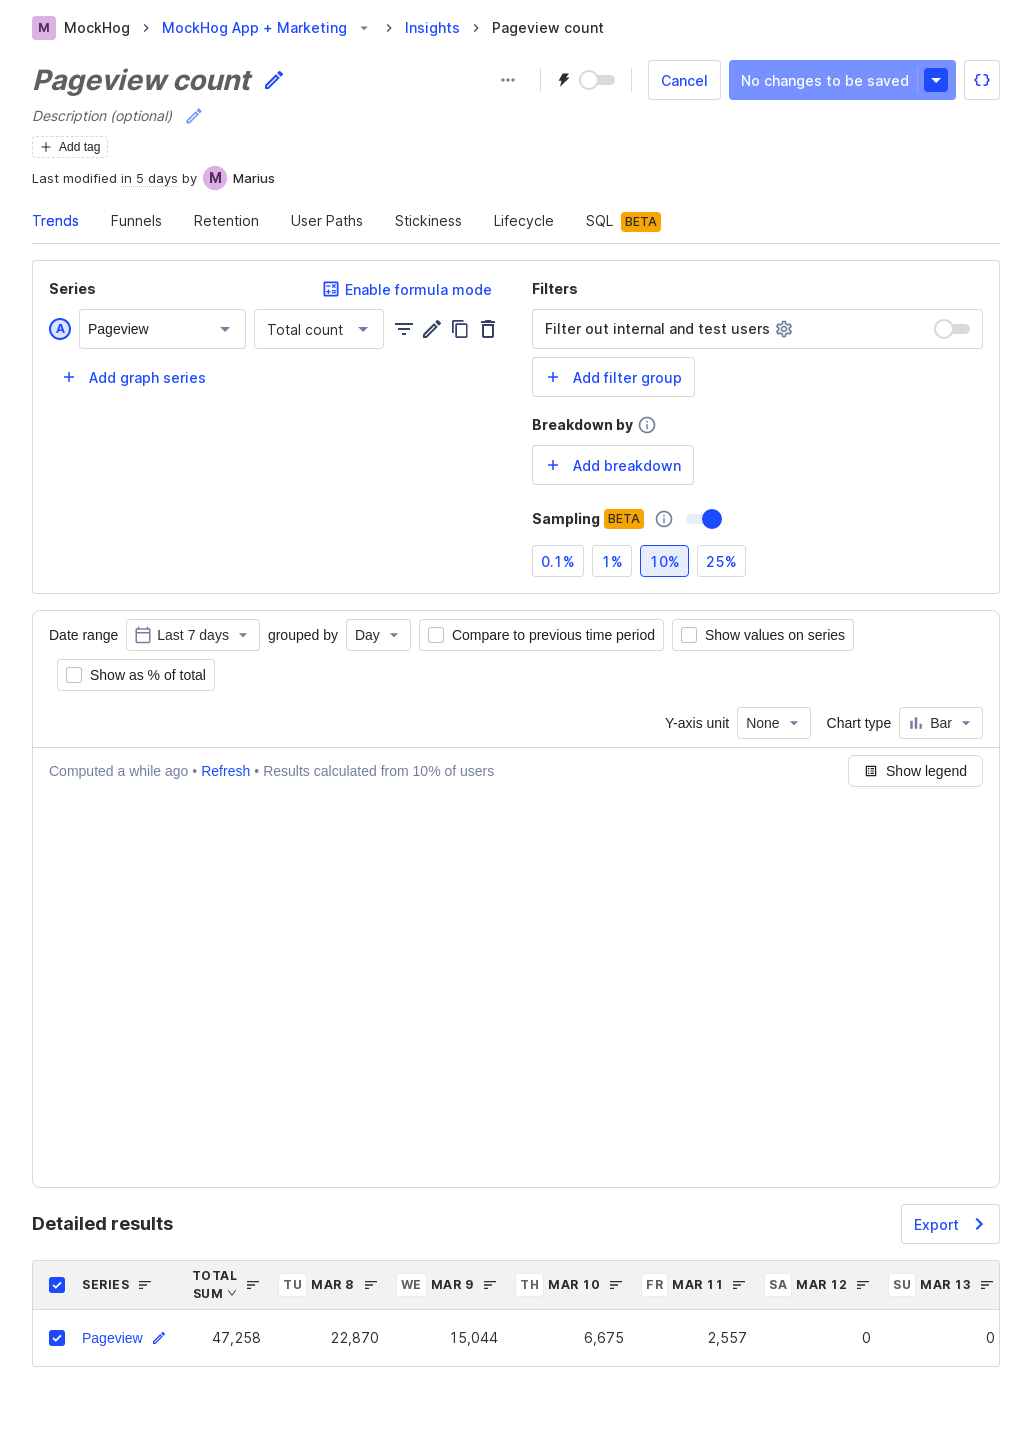 M MockHog MockHog App + Marketing Insights Pageview count
Pageview count
Cancel No changes to be saved
Description (optional)
Add tag
Last modified in 5 days by M Marius
Trends Funnels Retention User Paths Stickiness Lifecycle SQL BETA
Series Enable formula mode Filters
A Pageview Total count Filter out internal and test users
Add graph series Add filter group
Breakdown by
Add breakdown
Sampling BETA
0.1% 1% 10% 25%
Date range Last 7 days grouped by Day Compare to previous time period Show values on series
Show as % of total
Y-axis unit None Chart type Bar
Computed a while ago • Refresh • Results calculated from 10% of users Show legend
Detailed results Export
SERIES TOTAL SUM TU MAR 8 WE MAR 9 TH MAR 10 FR MAR 11 SA MAR 12 SU MAR 13
Pageview 47,258 22,870 15,044 6,675 2,557 0 0